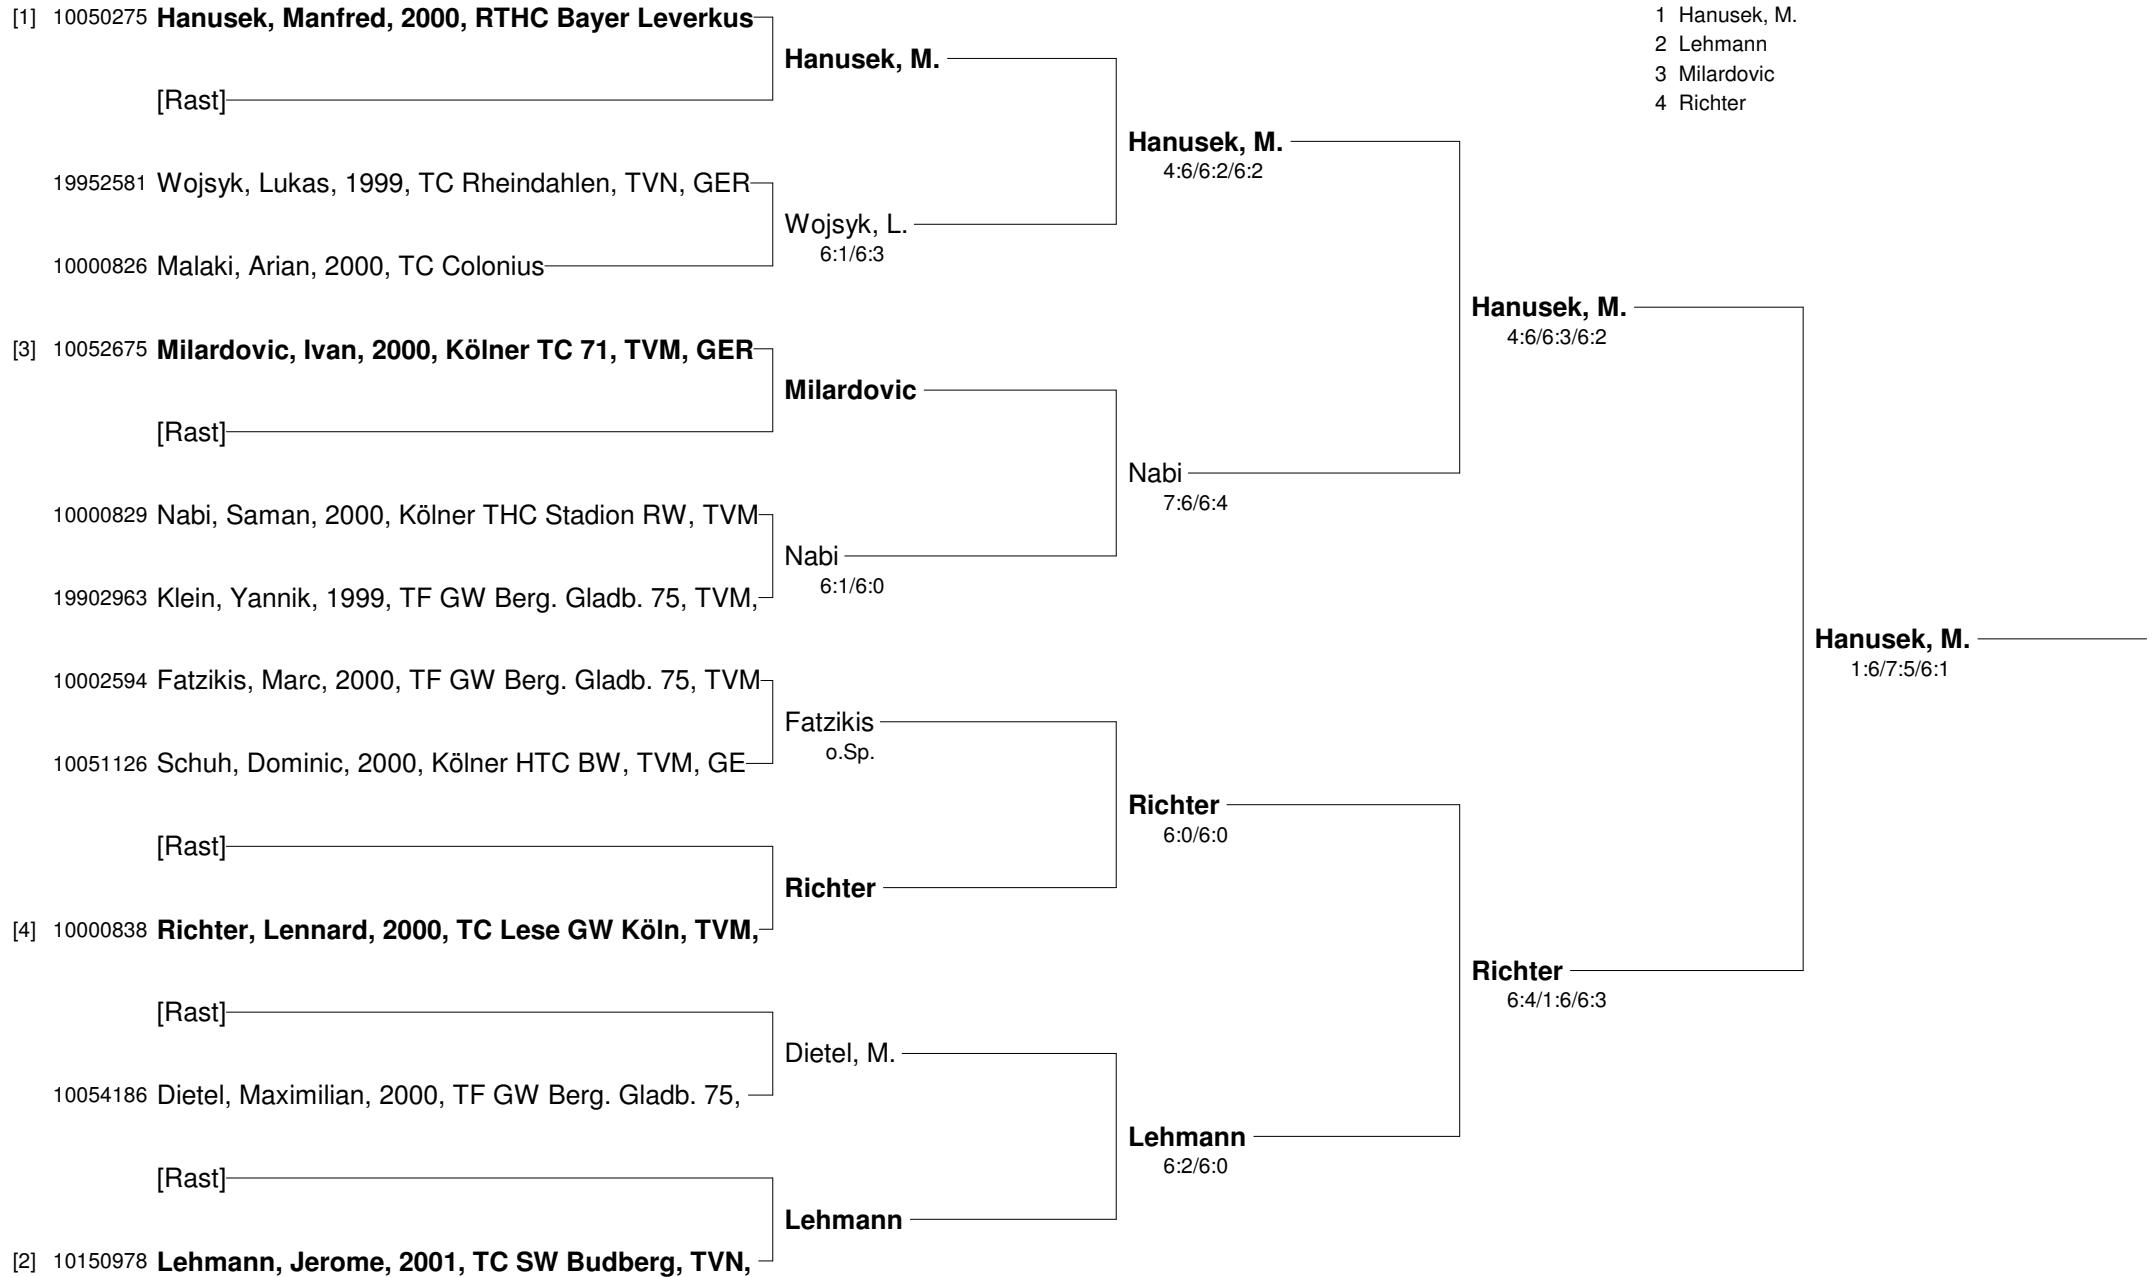 [1] 10050275 Hanusek, Manfred, 2000, RTHC Bayer Leverkus
[Rast]
19952581 Wojsyk, Lukas, 1999, TC Rheindahlen, TVN, GER
10000826 Malaki, Arian, 2000, TC Colonius
[3] 10052675 Milardovic, Ivan, 2000, Kölner TC 71, TVM, GER
[Rast]
10000829 Nabi, Saman, 2000, Kölner THC Stadion RW, TVM
19902963 Klein, Yannik, 1999, TF GW Berg. Gladb. 75, TVM,
10002594 Fatzikis, Marc, 2000, TF GW Berg. Gladb. 75, TVM
10051126 Schuh, Dominic, 2000, Kölner HTC BW, TVM, GE
[Rast]
[4] 10000838 Richter, Lennard, 2000, TC Lese GW Köln, TVM,
[Rast]
10054186 Dietel, Maximilian, 2000, TF GW Berg. Gladb. 75,
[Rast]
[2] 10150978 Lehmann, Jerome, 2001, TC SW Budberg, TVN,
Hanusek, M.
Wojsyk, L.
6:1/6:3
Milardovic
Nabi
6:1/6:0
Fatzikis
o.Sp.
Richter
Dietel, M.
Lehmann
Hanusek, M.
4:6/6:2/6:2
Nabi
7:6/6:4
Richter
6:0/6:0
Lehmann
6:2/6:0
Hanusek, M.
4:6/6:3/6:2
Richter
6:4/1:6/6:3
Hanusek, M.
1:6/7:5/6:1
1 Hanusek, M.
2 Lehmann
3 Milardovic
4 Richter